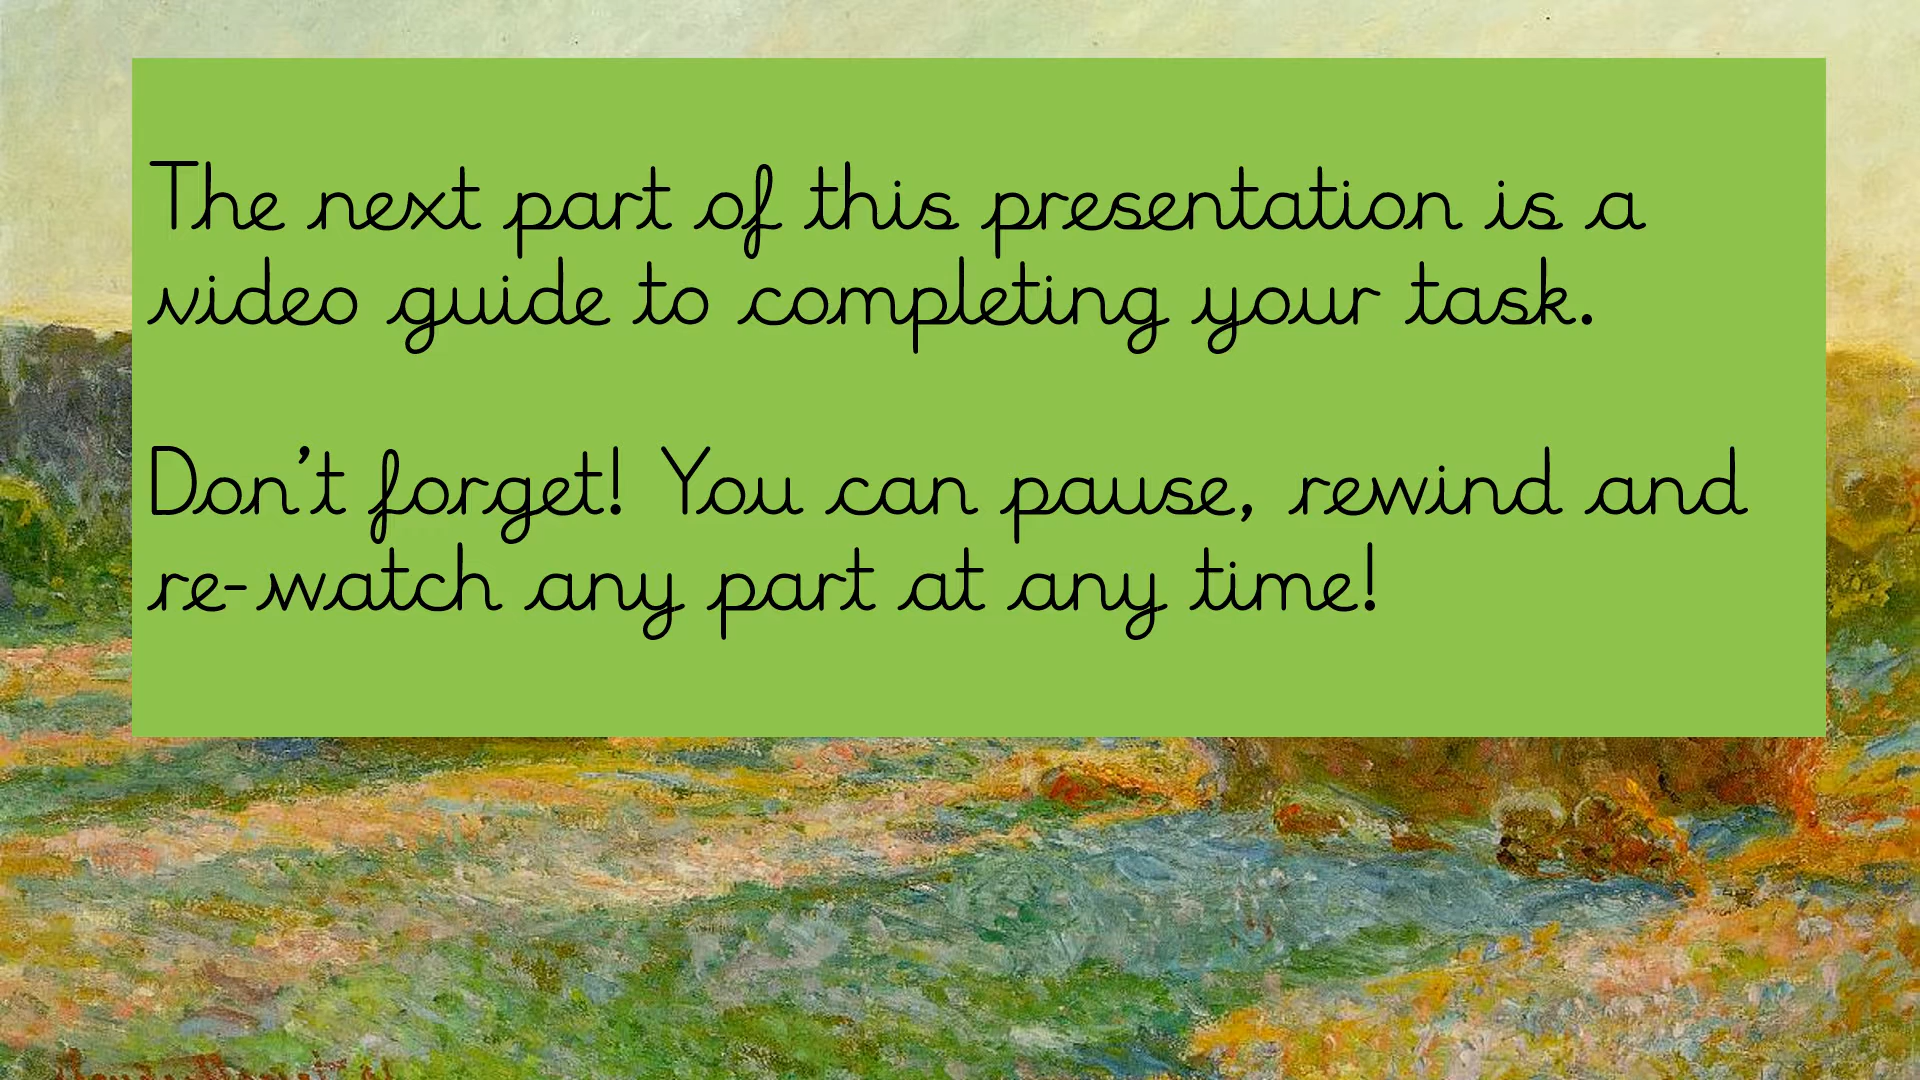 The next part of this presentation is a
video guide to completing your task.
Don't forget! You can pause, rewind and
re-watch any part at any time!